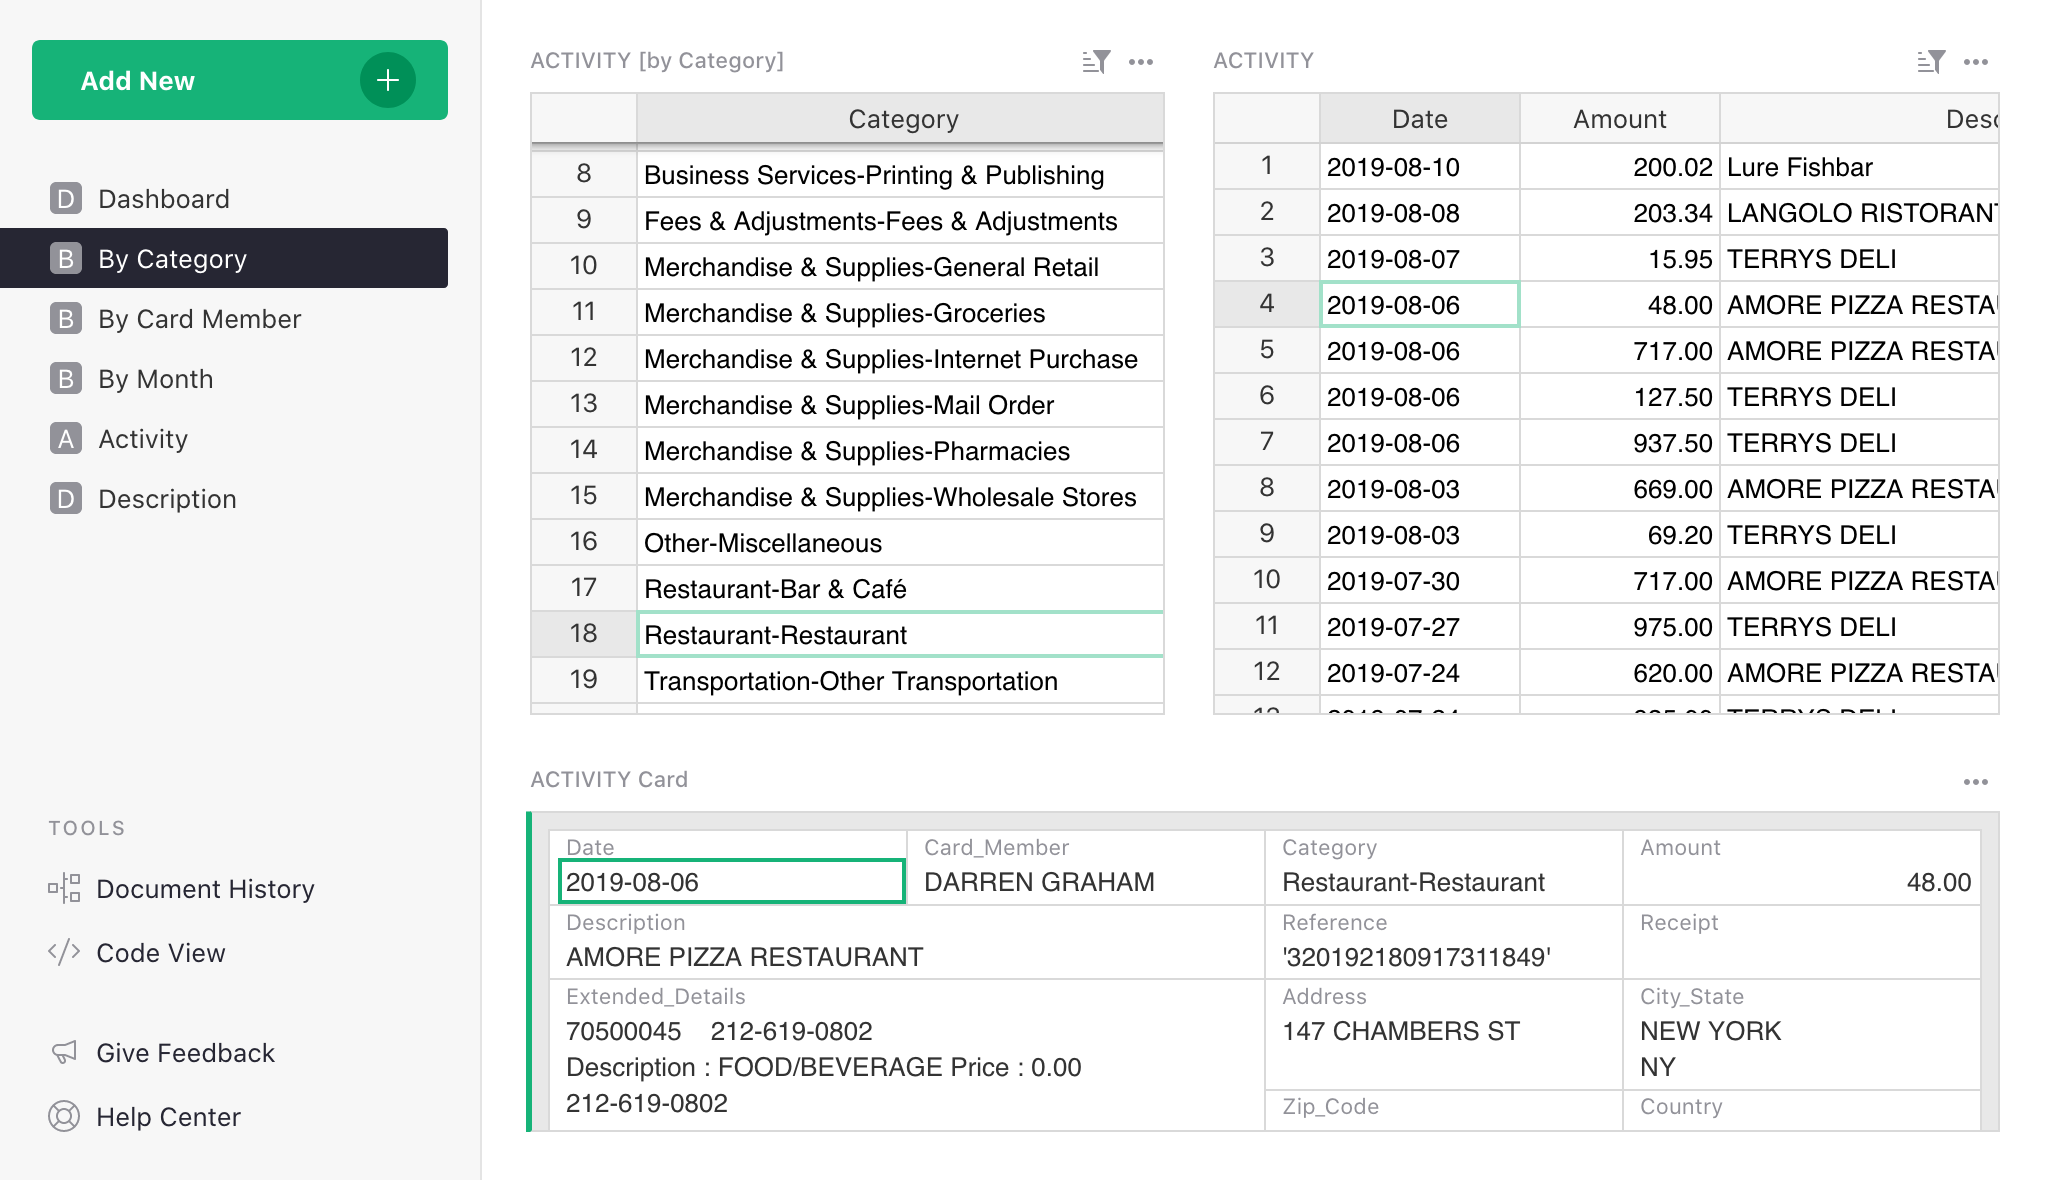 Add New
D Dashboard
B By Category
B By Card Member
B By Month
A Activity
D Description
TOOLS
Document History
</> Code View
Give Feedback
Help Center
ACTIVITY [by Category]
Category
8 Business Services-Printing & Publishing
9 Fees & Adjustments-Fees & Adjustments
10 Merchandise & Supplies-General Retail
11 Merchandise & Supplies-Groceries
12 Merchandise & Supplies-Internet Purchase
13 Merchandise & Supplies-Mail Order
14 Merchandise & Supplies-Pharmacies
15 Merchandise & Supplies-Wholesale Stores
16 Other-Miscellaneous
17 Restaurant-Bar & Café
18 Restaurant-Restaurant
19 Transportation-Other Transportation
ACTIVITY
Date Amount Desc
1 2019-08-10 200.02 Lure Fishbar
2 2019-08-08 203.34 LANGOLO RISTORANT
3 2019-08-07 15.95 TERRYS DELI
4 2019-08-06 48.00 AMORE PIZZA RESTAU
5 2019-08-06 717.00 AMORE PIZZA RESTAU
6 2019-08-06 127.50 TERRYS DELI
7 2019-08-06 937.50 TERRYS DELI
8 2019-08-03 669.00 AMORE PIZZA RESTAU
9 2019-08-03 69.20 TERRYS DELI
10 2019-07-30 717.00 AMORE PIZZA RESTAU
11 2019-07-27 975.00 TERRYS DELI
12 2019-07-24 620.00 AMORE PIZZA RESTAU
TERRYS DELI
ACTIVITY Card
Date Card_Member Category Amount
2019-08-06 DARREN GRAHAM Restaurant-Restaurant 48.00
Description Reference Receipt
AMORE PIZZA RESTAURANT '320192180917311849'
Extended_Details Address City_State
70500045 212-619-0802 147 CHAMBERS ST NEW YORK
Description : FOOD/BEVERAGE Price : 0.00 NY
212-619-0802 Zip_Code Country